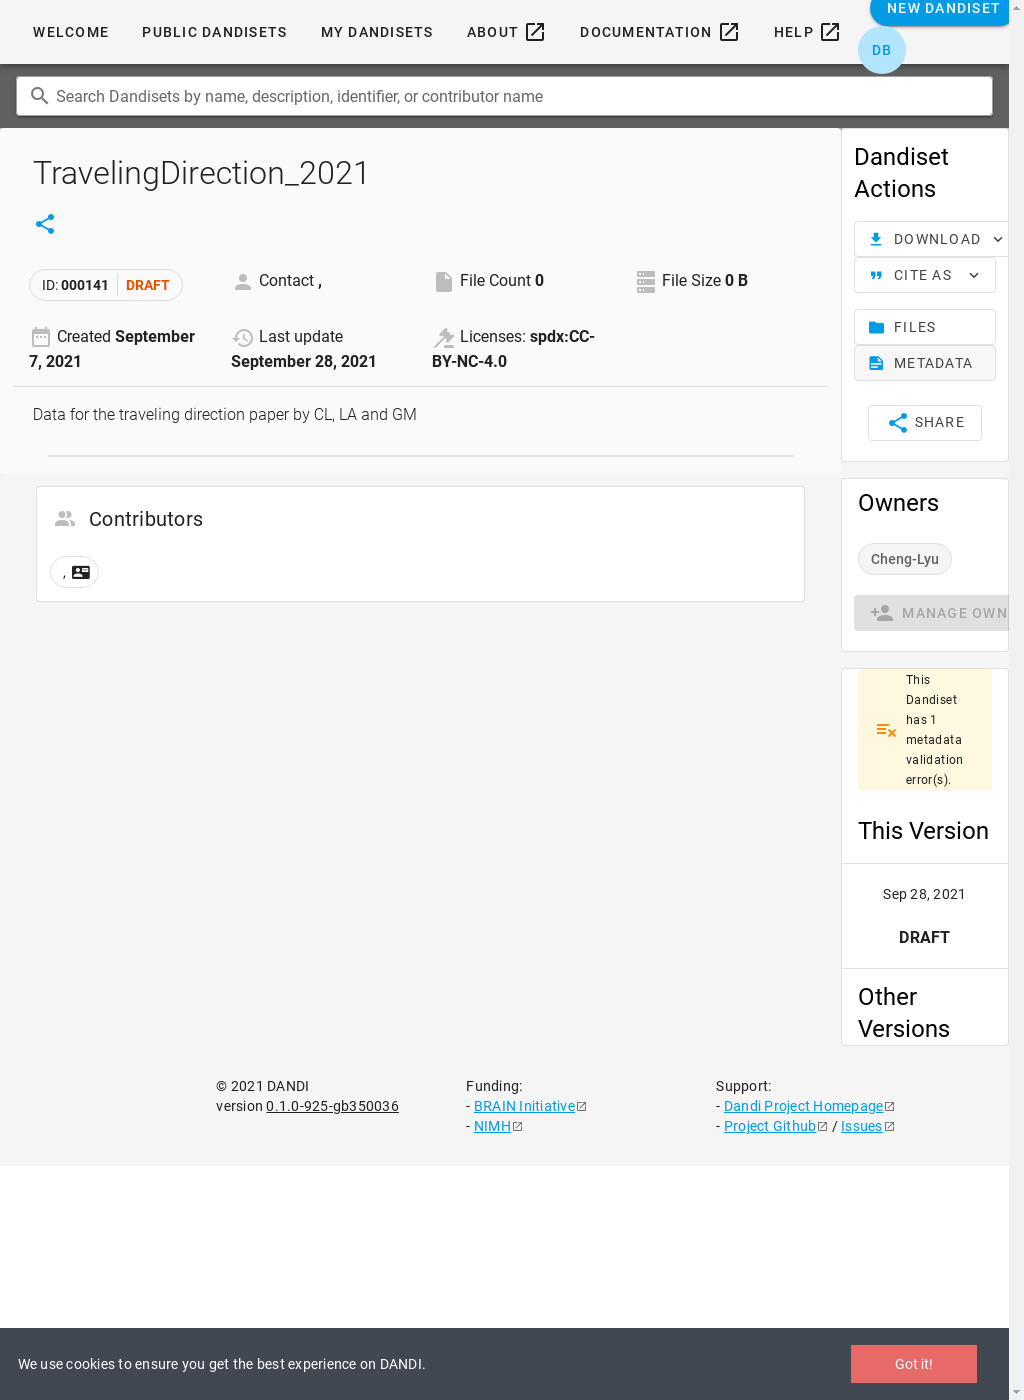 WELCOME
PUBLIC DANDISETS
MY DANDISETS
ABOUT
DOCUMENTATION
HELP
NEW DANDISET
DB
Search Dandisets by name, description, identifier, or contributor name
TravelingDirection_2021
ID: 000141 DRAFT
Contact ,
File Count 0
File Size 0 B
Created September
7, 2021
Last update
September 28, 2021
Licenses: spdx:CC-
BY-NC-4.0
Data for the traveling direction paper by CL, LA and GM
Contributors
,
Dandiset
Actions
DOWNLOAD
CITE AS
FILES
METADATA
SHARE
Owners
Cheng-Lyu
MANAGE OWN
This
Dandiset
has 1
metadata
validation
error(s).
This Version
Sep 28, 2021
DRAFT
Other
Versions
© 2021 DANDI
version 0.1.0-925-gb350036
Funding:
- BRAIN Initiative
- NIMH
Support:
- Dandi Project Homepage
- Project Github / Issues
We use cookies to ensure you get the best experience on DANDI.
Got it!